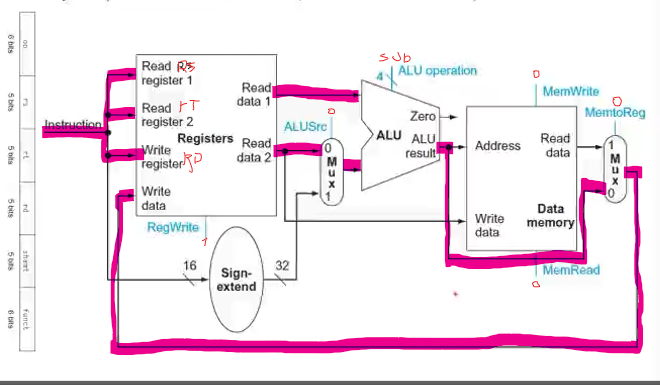 op
6 bits
rs
5 bits
rt
5 bits
rd
5 bits
shamt
5 bits
funct
6 bits
Instruction
Read RS
register 1
Read rT
register 2
Write
register RD
Write
data
Registers
Read
data 1
Read
data 2
RegWrite
1
16
Sign-
extend
32
ALUSrc
0
0
M
u
x
1
sub
4
ALU operation
Zero
ALU
ALU
result
0
MemWrite
Address
Read
data
Write
data
Data
memory
MemRead
0
0
MemtoReg
1
M
u
x
0